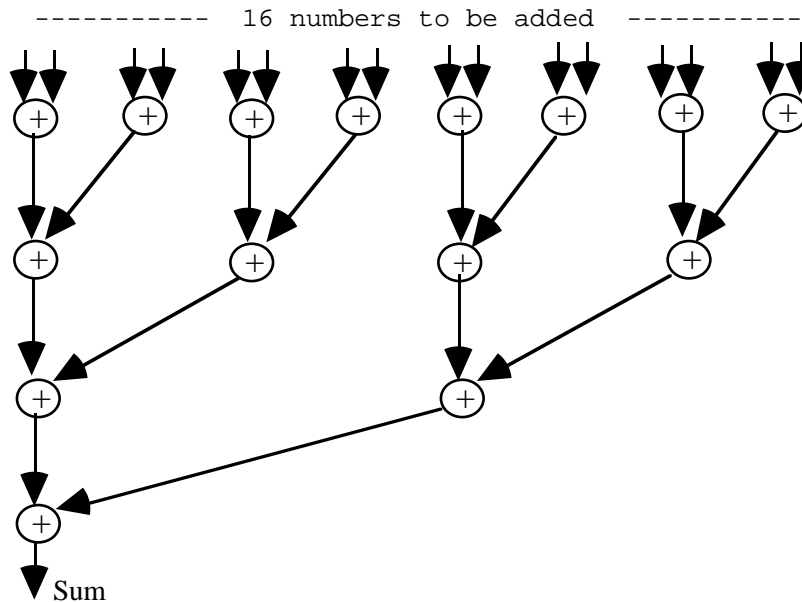 ----------- 16 numbers to be added -----------
+ + + + + + + +
+ + + +
+ +
+
Sum